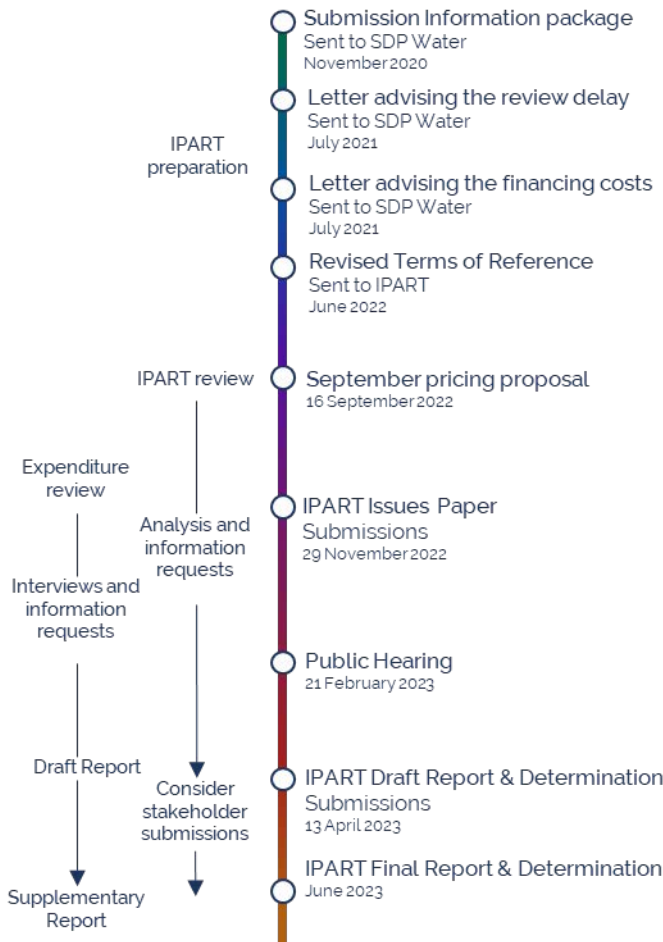 Submission Information package
Sent to SDP Water
November 2020
Letter advising the review delay
Sent to SDP Water
July 2021
IPART
preparation
Letter advising the financing costs
Sent to SDP Water
July 2021
Revised Terms of Reference
Sent to IPART
June 2022
IPART review
September pricing proposal
16 September 2022
Expenditure
review
IPART Issues Paper
Submissions
29 November 2022
Analysis and
information
requests
Interviews and
information
requests
Public Hearing
21 February 2023
Draft Report
IPART Draft Report & Determination
Submissions
13 April 2023
Consider
stakeholder
submissions
IPART Final Report & Determination
June 2023
Supplementary
Report